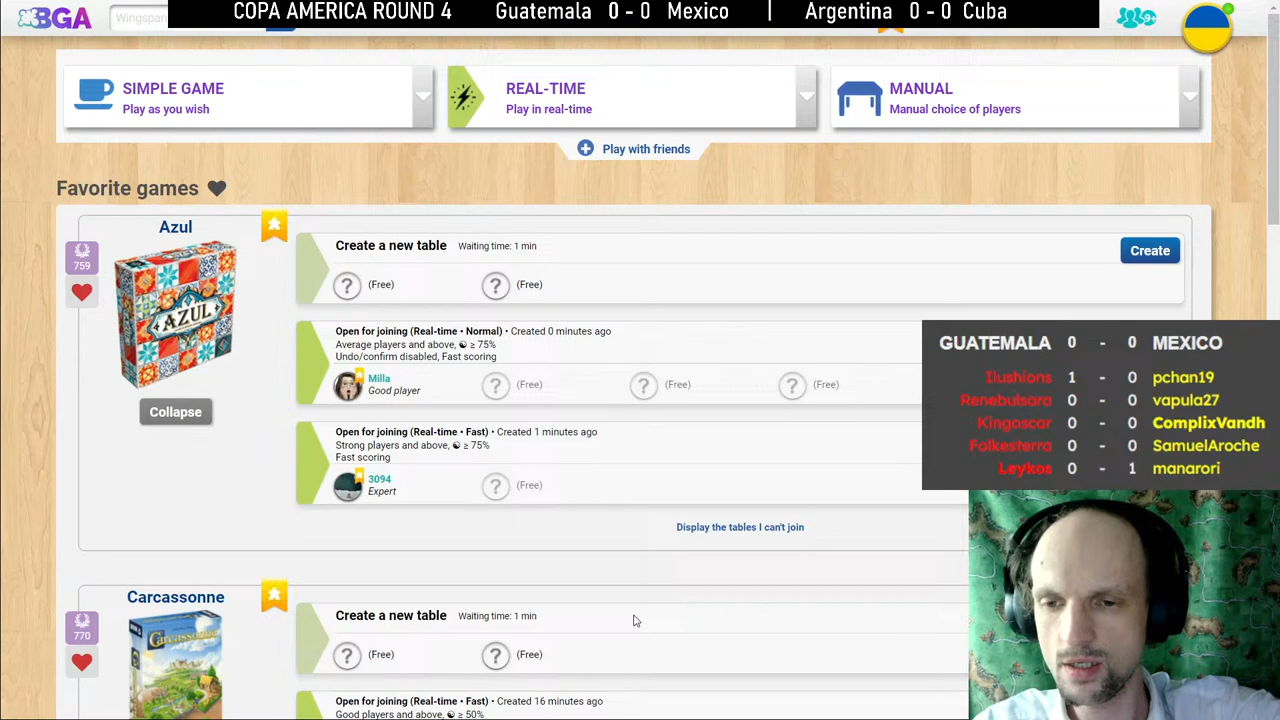 COPA AMERICA ROUND 4 Guatemala 0 - 0 Mexico | Argentina 0 - 0 Cuba
BGA
Wingspan
9+
SIMPLE GAME
Play as you wish
REAL-TIME
Play in real-time
MANUAL
Manual choice of players
Play with friends
Favorite games
Azul
759
AZUL
Collapse
Create a new table Waiting time: 1 min
Create
? (Free) ? (Free)
Open for joining (Real-time • Normal) • Created 0 minutes ago
Average players and above, ☯ ≥ 75%
Undo/confirm disabled, Fast scoring
Milla
Good player
? (Free) ? (Free) ? (Free)
Open for joining (Real-time • Fast) • Created 1 minutes ago
Strong players and above, ☯ ≥ 75%
Fast scoring
3094
Expert
? (Free)
Display the tables I can't join
GUATEMALA 0 - 0 MEXICO
Ilushions 1 - 0 pchan19
Renebulsara 0 - 0 vapula27
Kingoscar 0 - 0 ComplixVandh
Folkesterra 0 - 0 SamuelAroche
Leykos 0 - 1 manarori
Carcassonne
770
Carcassonne
Create a new table Waiting time: 1 min
? (Free) ? (Free)
Open for joining (Real-time • Fast) • Created 16 minutes ago
Good players and above, ☯ ≥ 50%